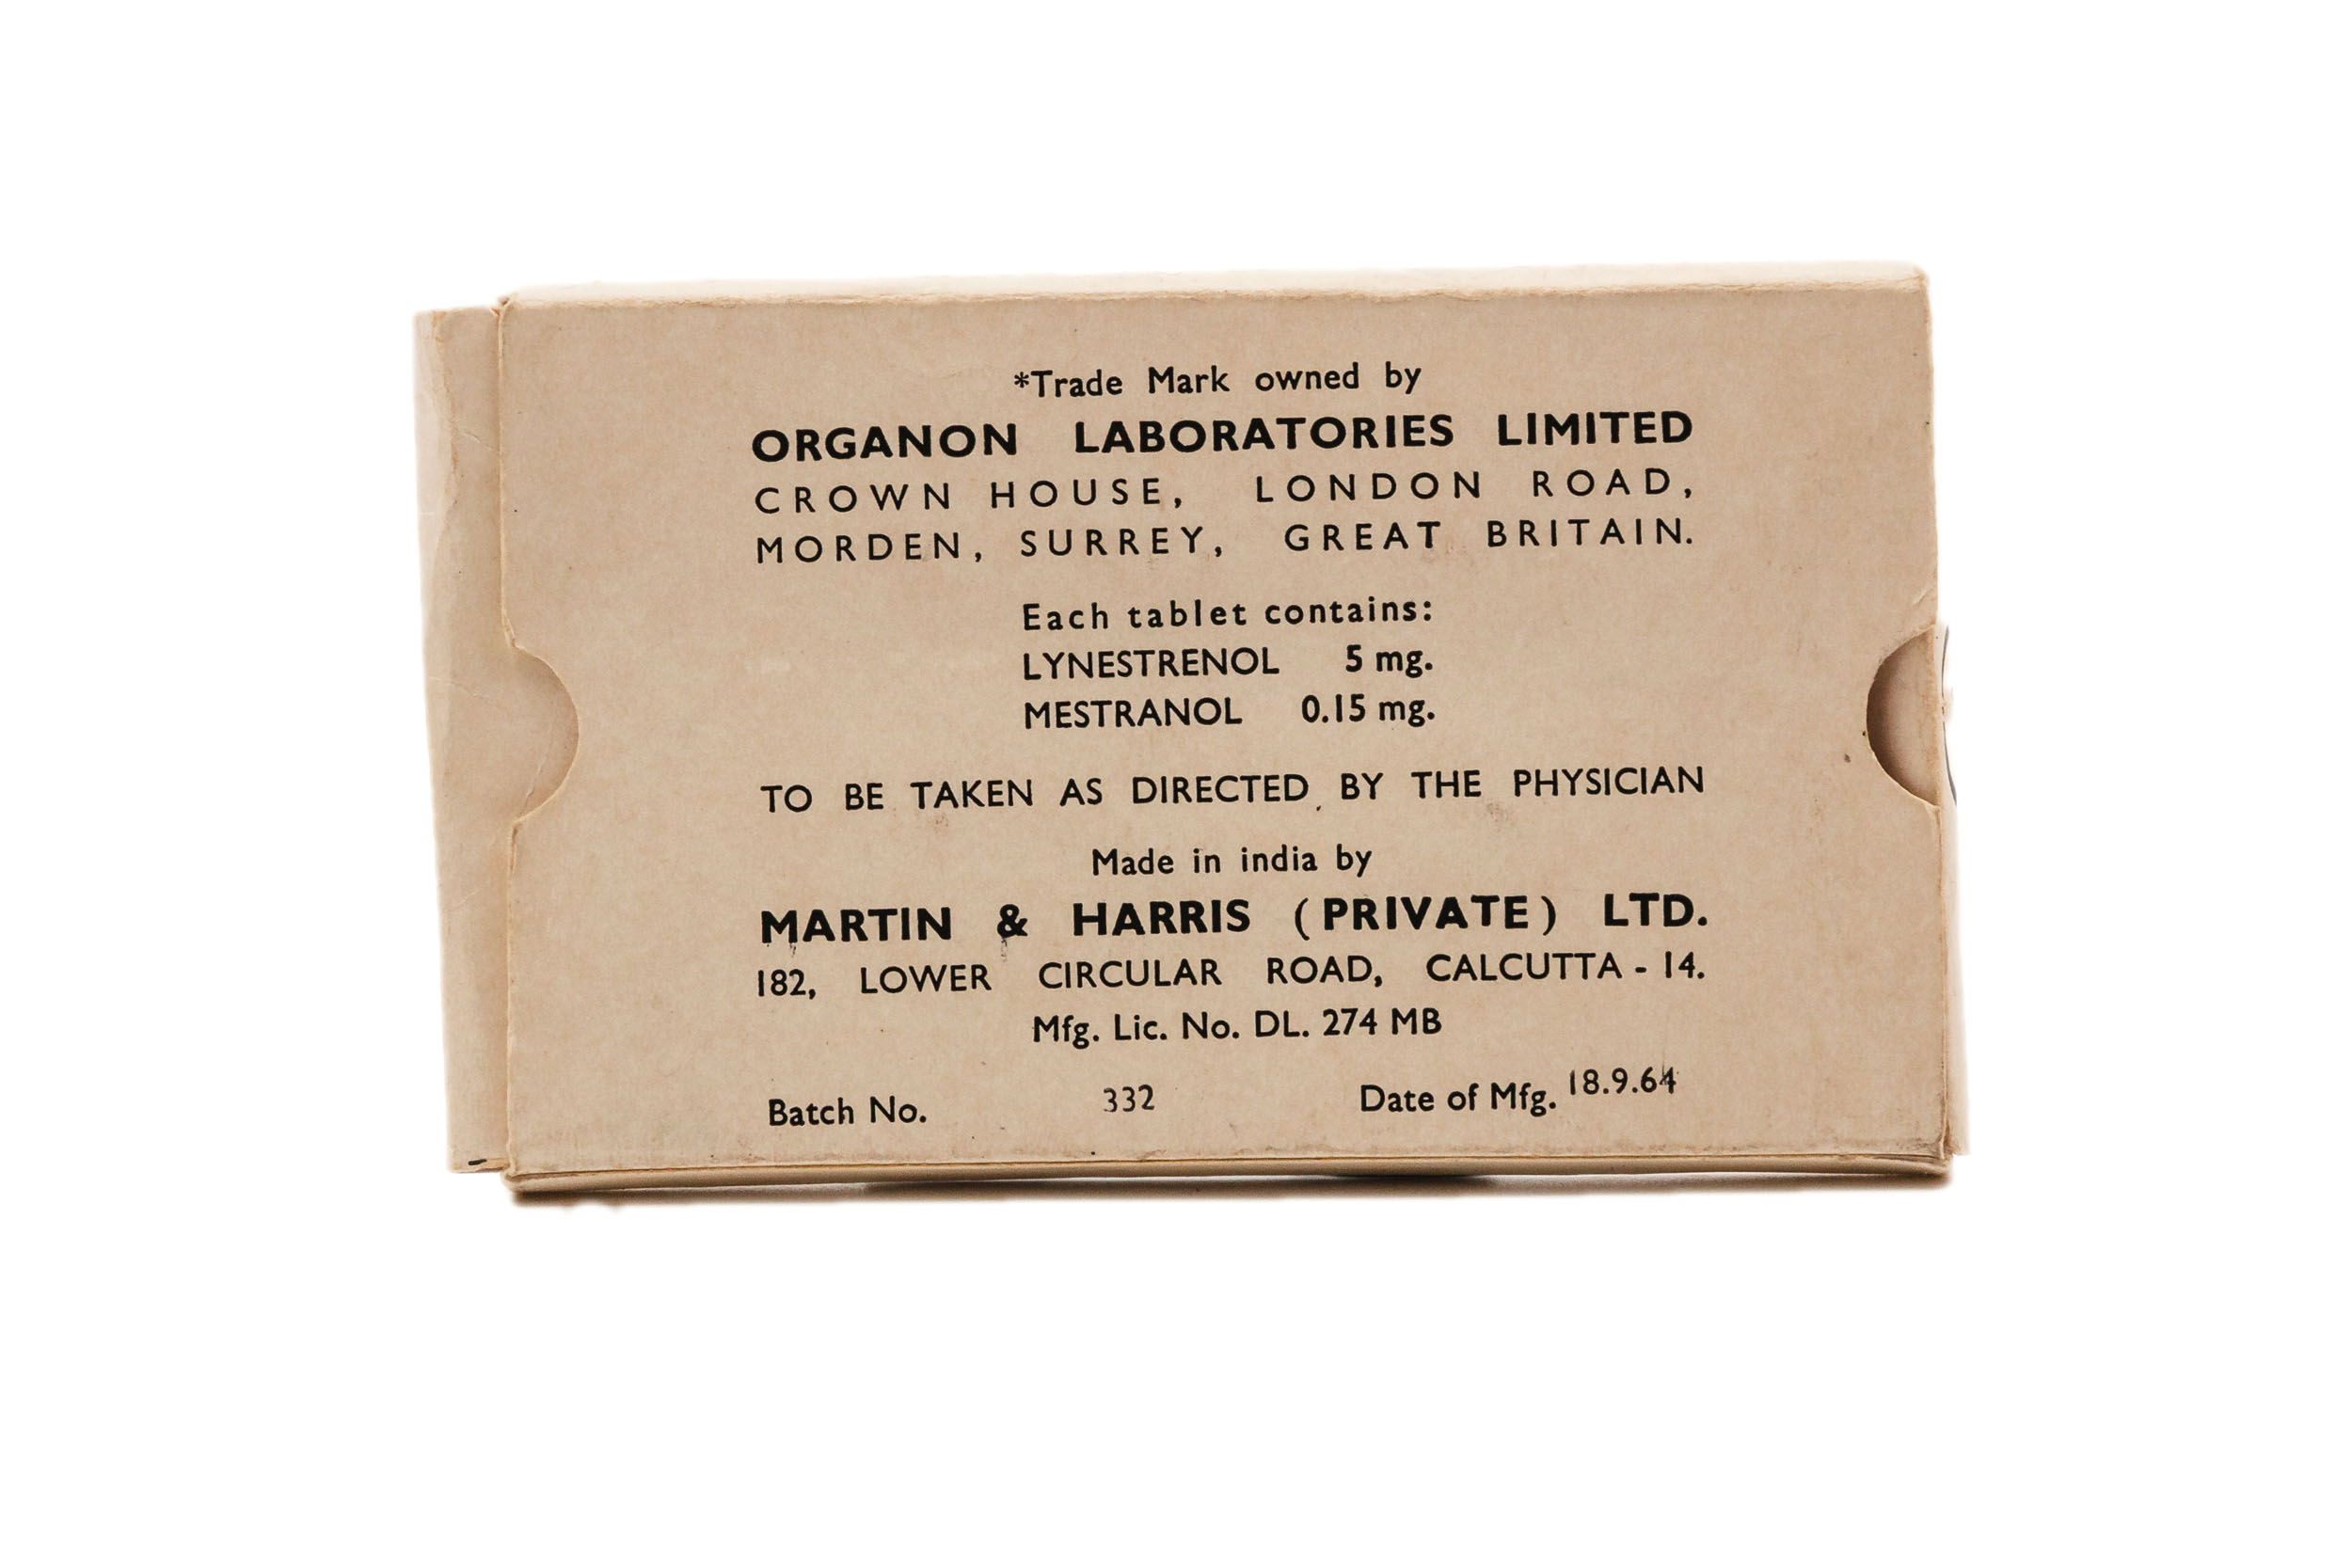 *Trade Mark owned by
ORGANON LABORATORIES LIMITED
CROWN HOUSE, LONDON ROAD,
MORDEN, SURREY, GREAT BRITAIN.
Each tablet contains:
LYNESTRENOL 5 mg.
MESTRANOL 0.15 mg.
TO BE TAKEN AS DIRECTED BY THE PHYSICIAN
Made in india by
MARTIN & HARRIS (PRIVATE) LTD.
182, LOWER CIRCULAR ROAD, CALCUTTA - 14.
Mfg. Lic. No. DL. 274 MB
Batch No. 332 Date of Mfg. 18.9.64